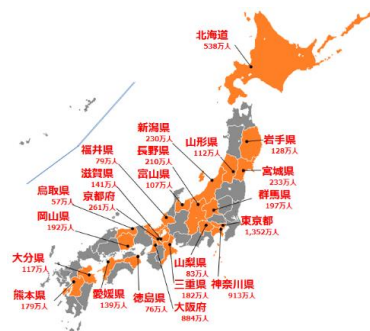 北海道
538万人
岩手県
128万人
新潟県
230万人
山形県
112万人
長野県
210万人
福井県
79万人
富山県
107万人
宮城県
233万人
滋賀県
141万人
群馬県
197万人
鳥取県
57万人
京都府
261万人
東京都
1,352万人
岡山県
192万人
大分県
117万人
山梨県
83万人
神奈川県
913万人
三重県
182万人
熊本県
179万人
愛媛県
139万人
徳島県
76万人
大阪府
884万人